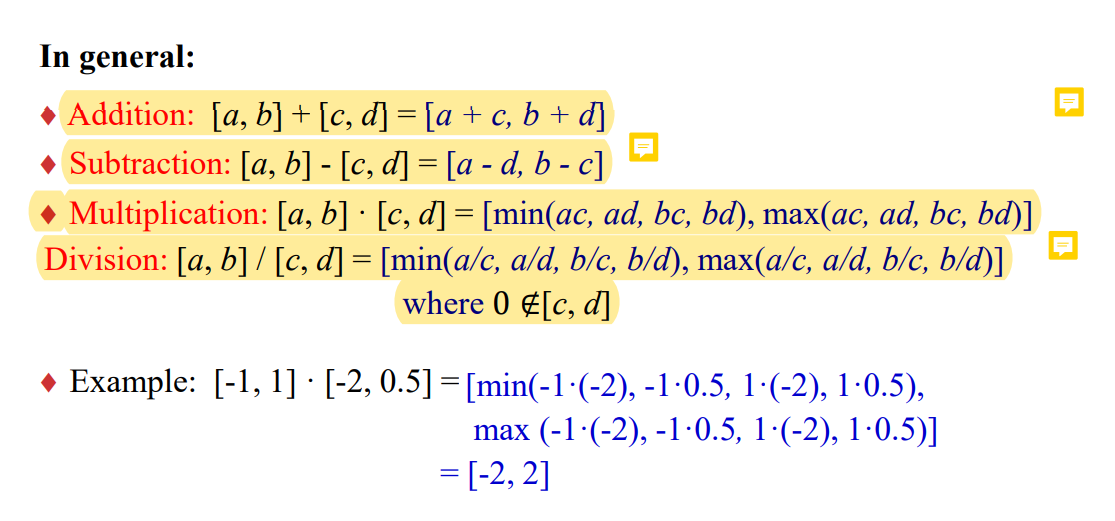 In general:
♦ Addition: [a, b] + [c, d] = [a + c, b + d]
♦ Subtraction: [a, b] - [c, d] = [a - d, b - c]
♦ Multiplication: [a, b] · [c, d] = [min(ac, ad, bc, bd), max(ac, ad, bc, bd)]
Division: [a, b] / [c, d] = [min(a/c, a/d, b/c, b/d), max(a/c, a/d, b/c, b/d)]
where 0 ∉[c, d]
♦ Example: [-1, 1] · [-2, 0.5] = [min(-1·(-2), -1·0.5, 1·(-2), 1·0.5),
max (-1·(-2), -1·0.5, 1·(-2), 1·0.5)]
= [-2, 2]